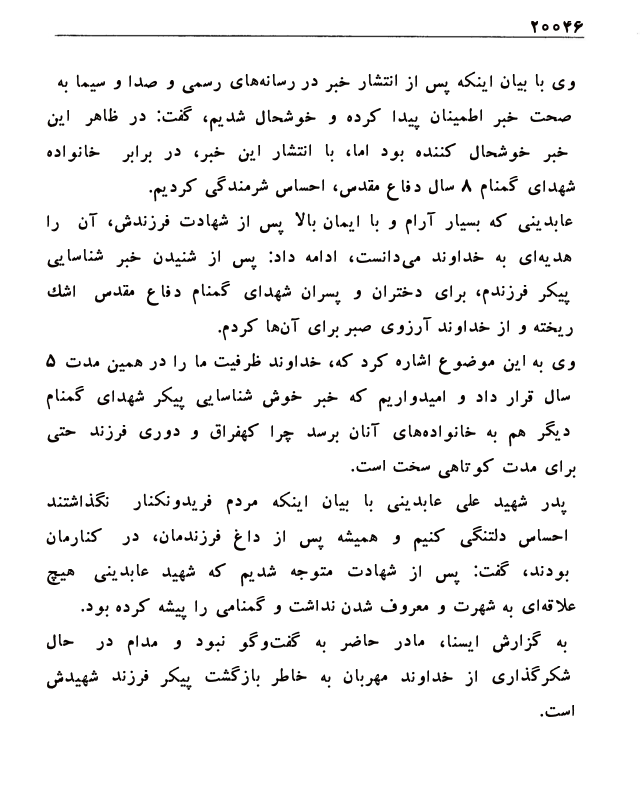 ۲۰۰۴۶
وی با بیان اینکه پس از انتشار خبر در رسانه‌های رسمی و صدا و سیما به
صحت خبر اطمینان پیدا کرده و خوشحال شدیم، گفت: در ظاهر این
خبر خوشحال کننده بود اما، با انتشار این خبر، در برابر خانواده
شهدای گمنام ۸ سال دفاع مقدس، احساس شرمندگی کردیم.
عابدینی که بسیار آرام و با ایمان بالا پس از شهادت فرزندش، آن را
هدیه‌ای به خداوند می‌دانست، ادامه داد: پس از شنیدن خبر شناسایی
پیکر فرزندم، برای دختران و پسران شهدای گمنام دفاع مقدس اشك
ریخته و از خداوند آرزوی صبر برای آن‌ها کردم.
وی به این موضوع اشاره کرد که، خداوند ظرفیت ما را در همین مدت ۵
سال قرار داد و امیدواریم که خبر خوش شناسایی پیکر شهدای گمنام
دیگر هم به خانواده‌های آنان برسد چرا کهفراق و دوری فرزند حتی
برای مدت کوتاهی سخت است.
پدر شهید علی عابدینی با بیان اینکه مردم فریدونکنار نگذاشتند
احساس دلتنگی کنیم و همیشه پس از داغ فرزندمان، در کنارمان
بودند، گفت: پس از شهادت متوجه شدیم که شهید عابدینی هیچ
علاقه‌ای به شهرت و معروف شدن نداشت و گمنامی را پیشه کرده بود.
به گزارش ایسنا، مادر حاضر به گفت‌وگو نبود و مدام در حال
شکرگذاری از خداوند مهربان به خاطر بازگشت پیکر فرزند شهیدش
است.